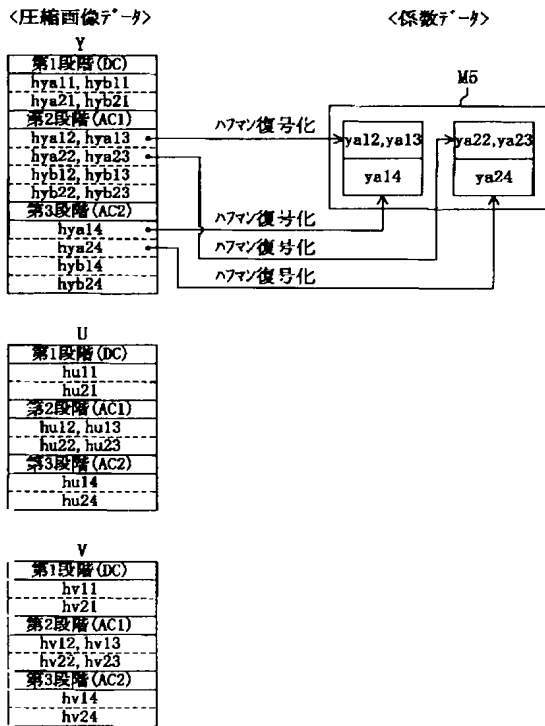 <圧縮画像ﾃﾞｰﾀ>
<係数ﾃﾞｰﾀ>
Y
第1段階(DC)
hya11, hyb11
hya21, hyb21
第2段階(AC1)
hya12, hya13
hya22, hya23
hyb12, hyb13
hyb22, hyb23
第3段階(AC2)
hya14
hya24
hyb14
hyb24
ﾊﾌﾏﾝ復号化
ﾊﾌﾏﾝ復号化
ﾊﾌﾏﾝ復号化
ﾊﾌﾏﾝ復号化
M5
ya12,ya13
ya14
ya22,ya23
ya24
U
第1段階(DC)
hu11
hu21
第2段階(AC1)
hu12, hu13
hu22, hu23
第3段階(AC2)
hu14
hu24
V
第1段階(DC)
hv11
hv21
第2段階(AC1)
hv12, hv13
hv22, hv23
第3段階(AC2)
hv14
hv24